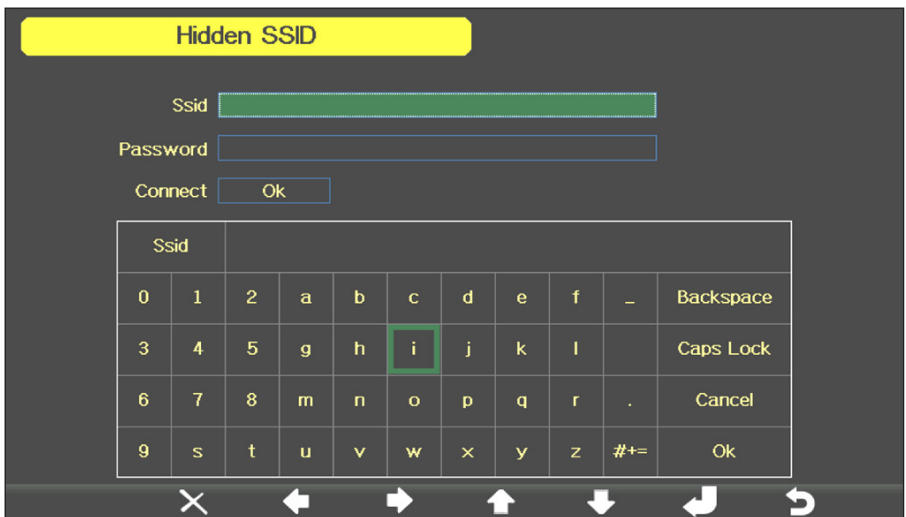 Hidden SSID
Ssid
Password
Connect Ok
Ssid
0 1 2 a b c d e f _ Backspace
3 4 5 g h i j k l Caps Lock
6 7 8 m n o p q r . Cancel
9 s t u v w x y z #+= Ok